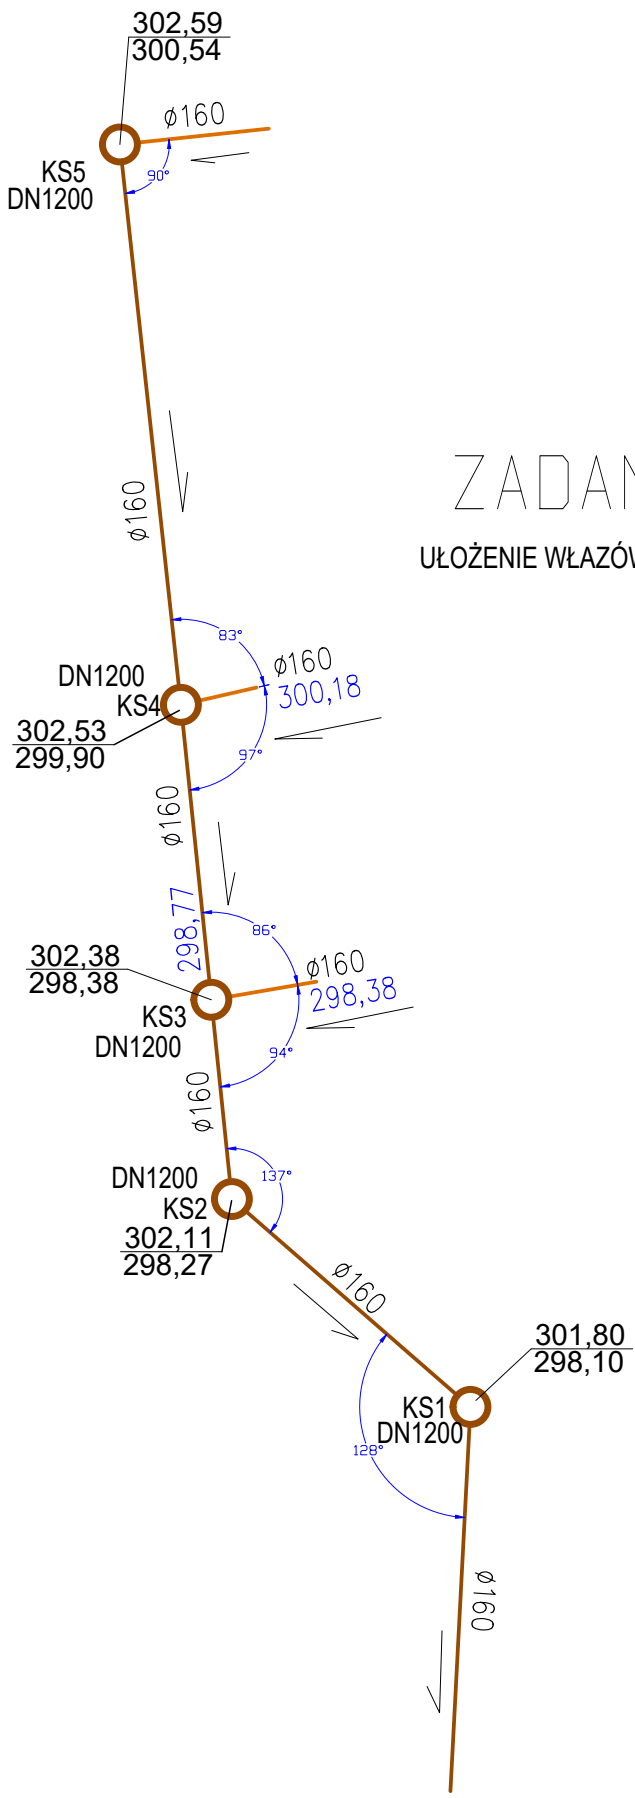 302,59
300,54
ø160
KS5
DN1200
90°
ø160
UŁOŻENIE
83°
DN1200
KS4
ø160
300,18
302,53
299,90
97°
ø160
298,77
86°
302,38
298,38
ø160
298,38
KS3
DN1200
94°
ø160
DN1200
KS2
137°
302,11
298,27
ø160
301,80
298,10
KS1
DN1200
128°
ø160